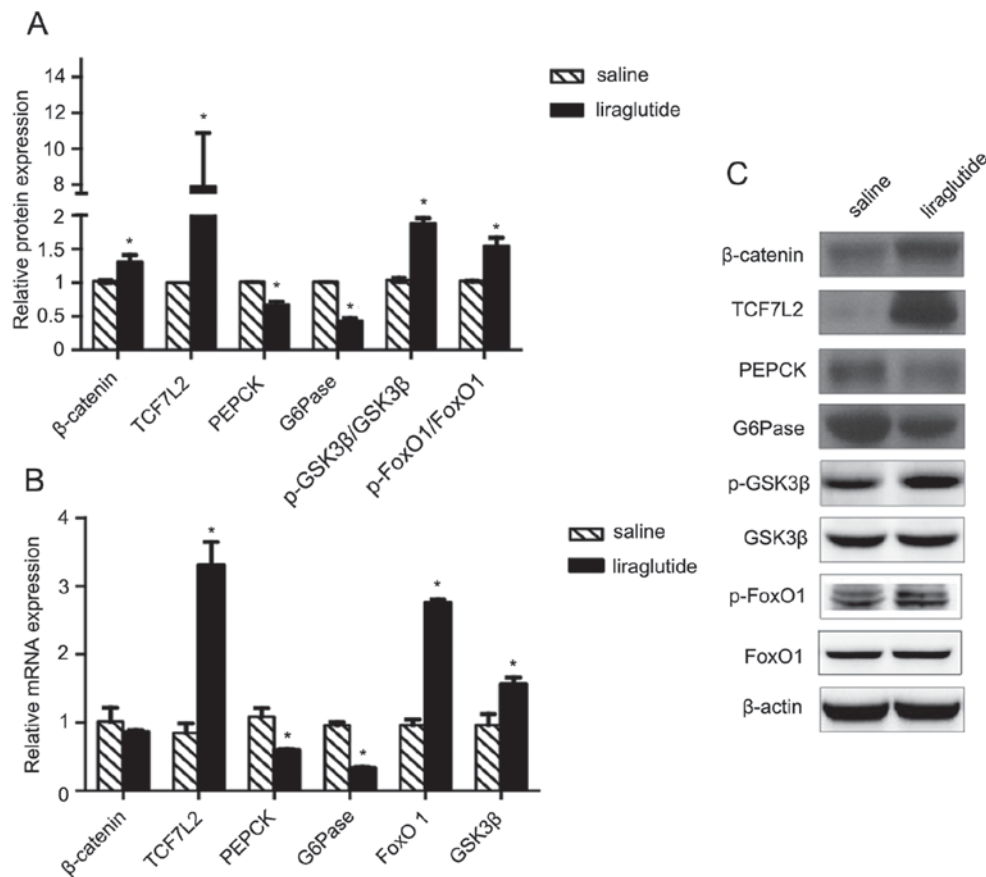 A
Relative protein expression
14
12
10
8
2
1.5
1
0.5
0
*
*
*
*
*
*
saline
liraglutide
β-catenin
TCF7L2
PEPCK
G6Pase
p-GSK3β/GSK3β
p-FoxO1/FoxO1
B
Relative mRNA expression
4
3
2
1
0
*
*
*
*
*
saline
liraglutide
β-catenin
TCF7L2
PEPCK
G6Pase
FoxO 1
GSK3β
C
saline
liraglutide
β-catenin
TCF7L2
PEPCK
G6Pase
p-GSK3β
GSK3β
p-FoxO1
FoxO1
β-actin